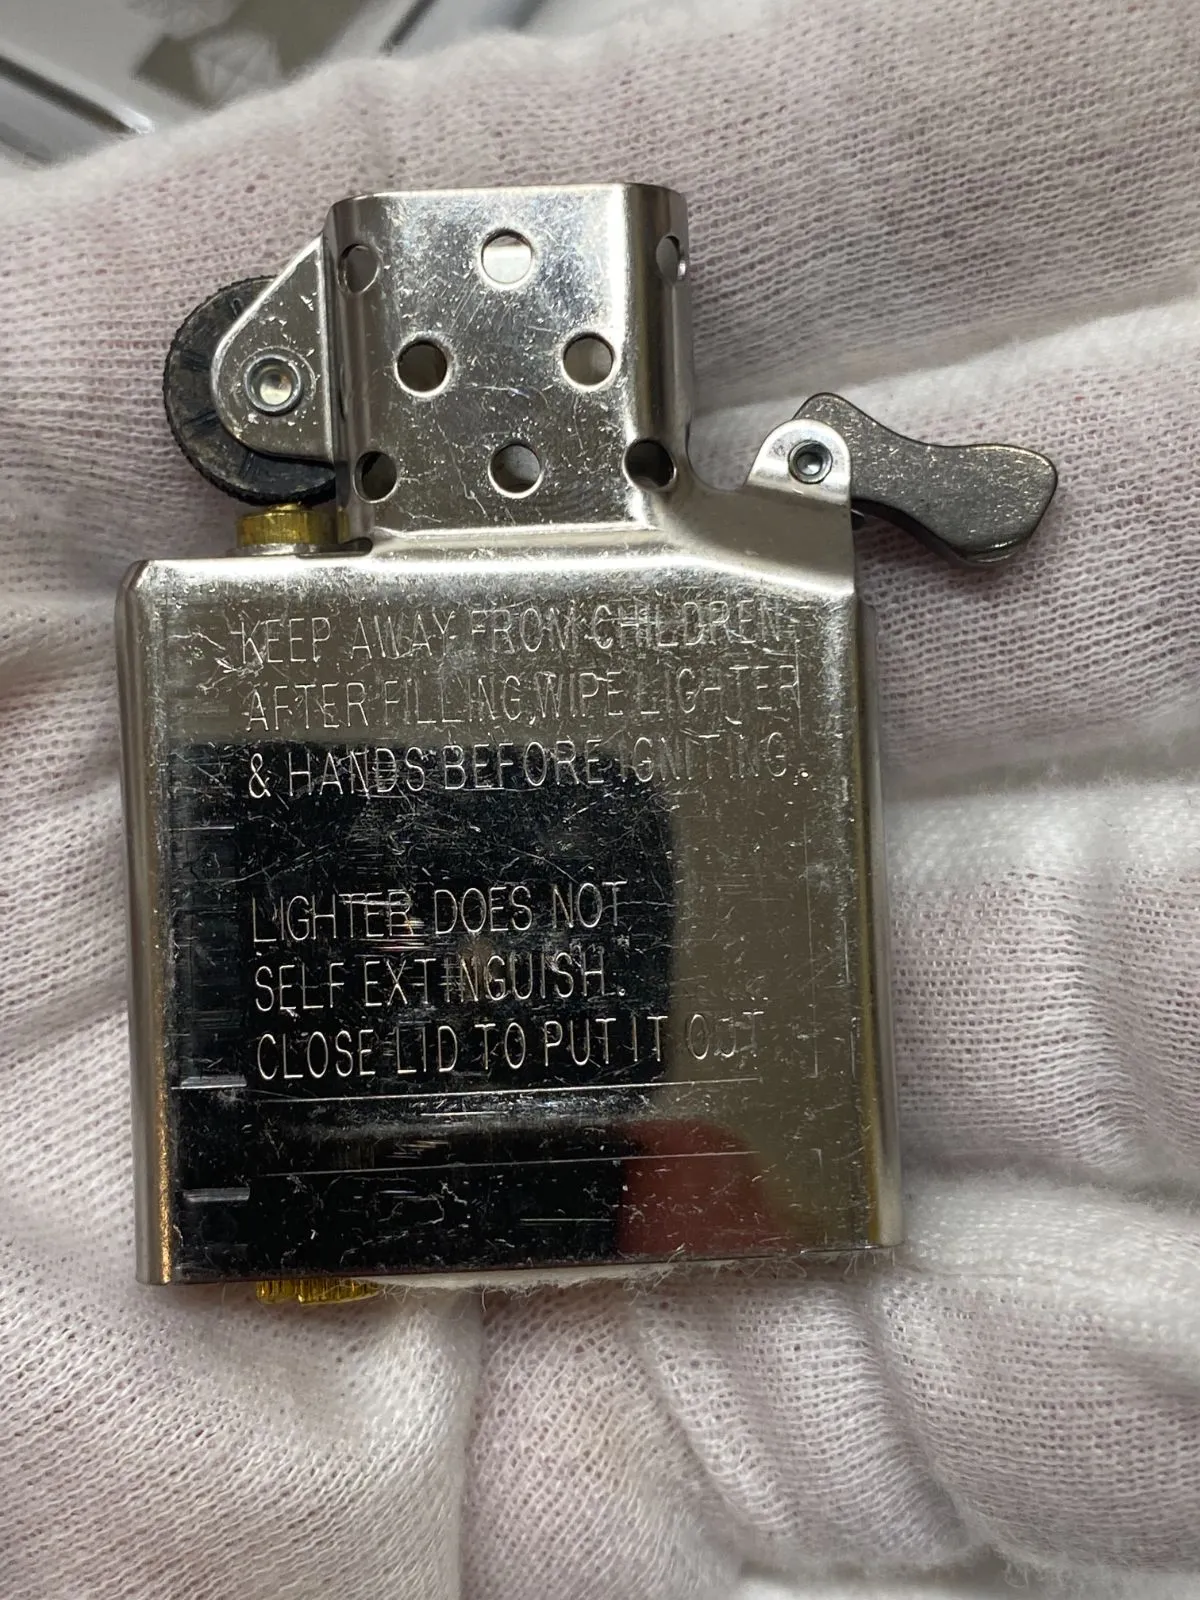 KEEP AWAY FROM CHILDREN.
AFTER FILLING, WIPE LIGHTER
& HANDS BEFORE IGNITING.
LIGHTER DOES NOT
SELF EXTINGUISH.
CLOSE LID TO PUT IT OUT